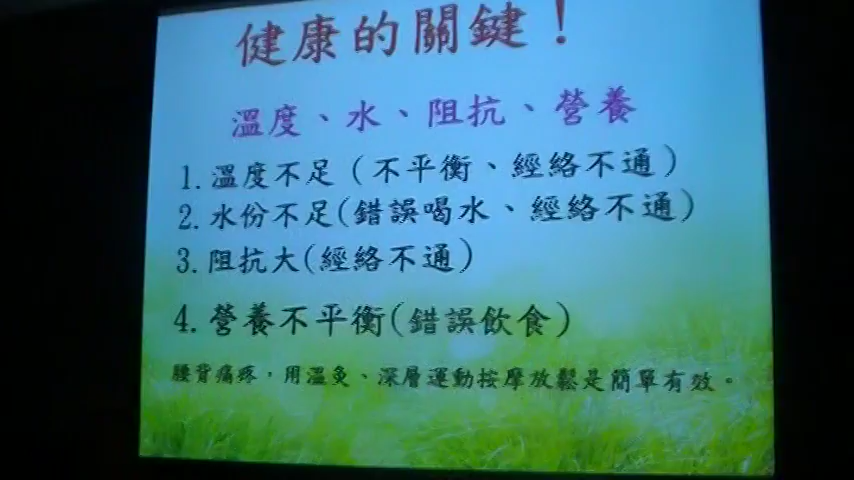 健康的關鍵！
溫度、水、阻抗、營養
1. 溫度不足（不平衡、經絡不通）
2. 水份不足(錯誤喝水、經絡不通)
3. 阻抗大(經絡不通)
4. 營養不平衡(錯誤飲食)
腰背痛疼，用溫灸、深層運動按摩放鬆是簡單有效。